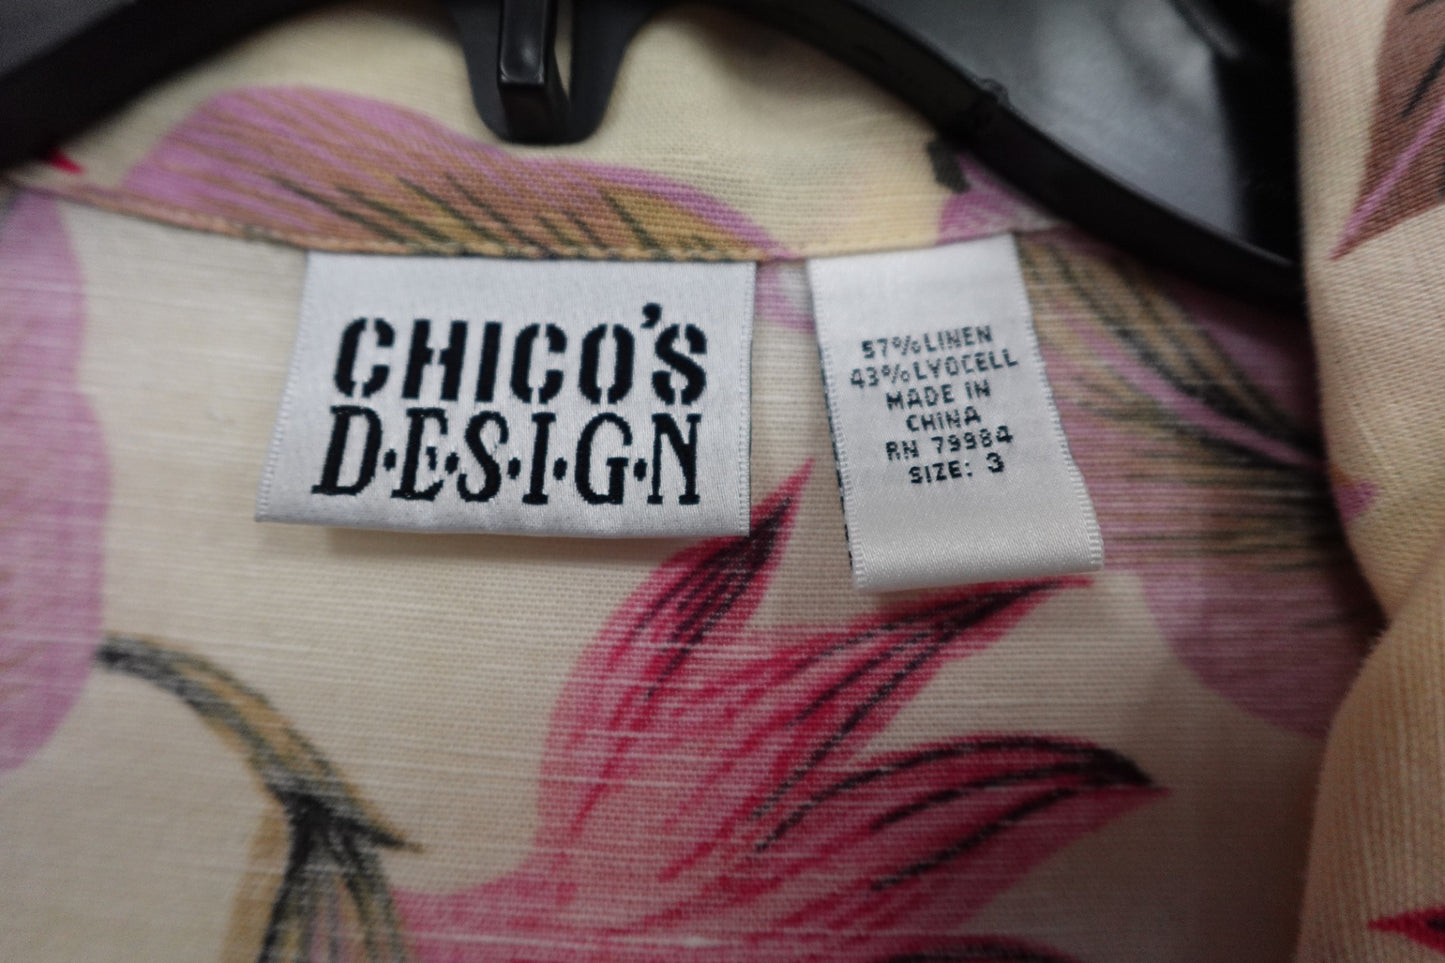 CHICO'S
D·E·S·I·G·N
57% LINEN
43% LYOCELL
MADE IN
CHINA
RN 79984
SIZE: 3